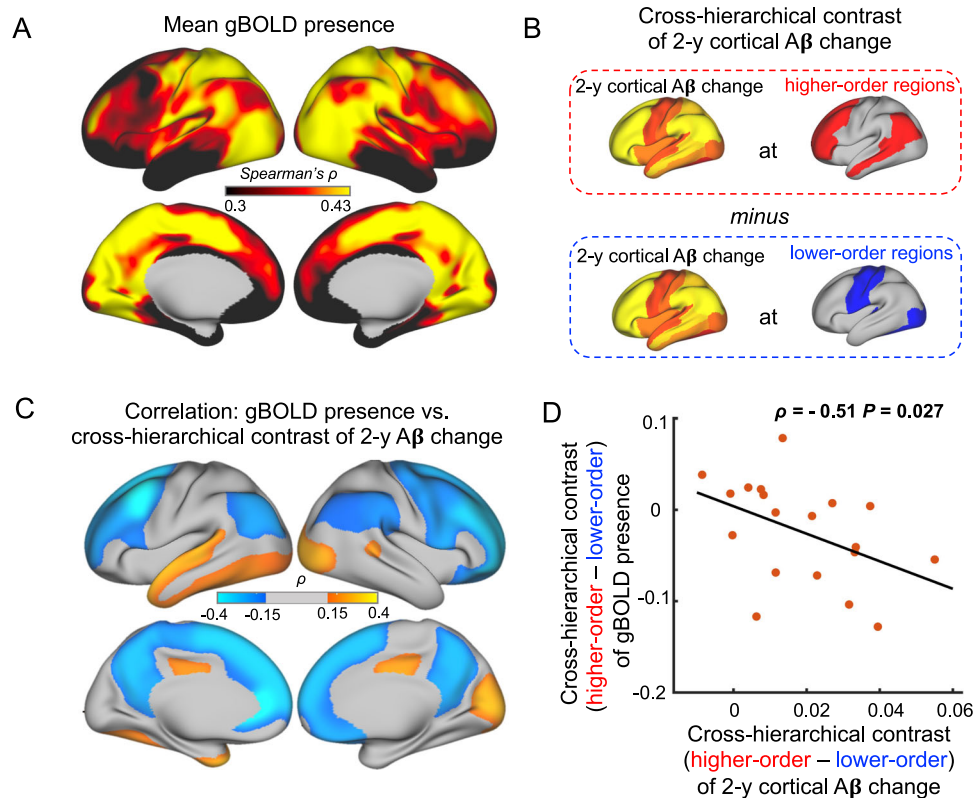 A
Mean gBOLD presence
Spearman's ρ
0.3
0.43
B
Cross-hierarchical contrast
of 2-y cortical Aβ change
2-y cortical Aβ change
higher-order regions
at
minus
2-y cortical Aβ change
lower-order regions
at
C
Correlation: gBOLD presence vs.
cross-hierarchical contrast of 2-y Aβ change
ρ
-0.4
-0.15
0.15
0.4
D
ρ = - 0.51 P = 0.027
Cross-hierarchical contrast
(higher-order – lower-order)
of gBOLD presence
0.1
0
-0.1
-0.2
0
0.02
0.04
0.06
Cross-hierarchical contrast
(higher-order – lower-order)
of 2-y cortical Aβ change